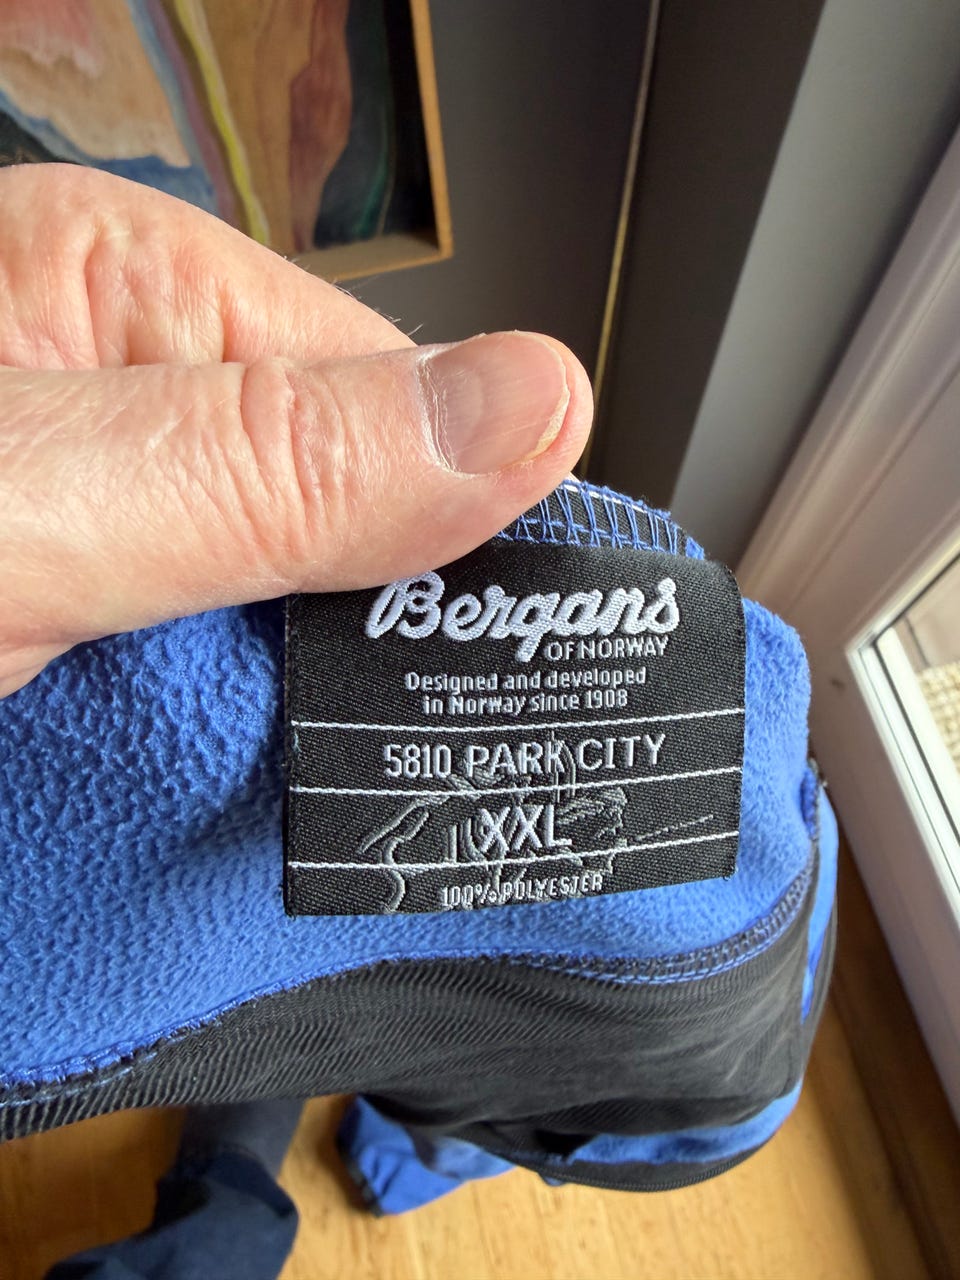 Bergans
OF NORWAY
Designed and developed
in Norway since 1908
5810 PARK CITY
XXL
100% POLYESTER